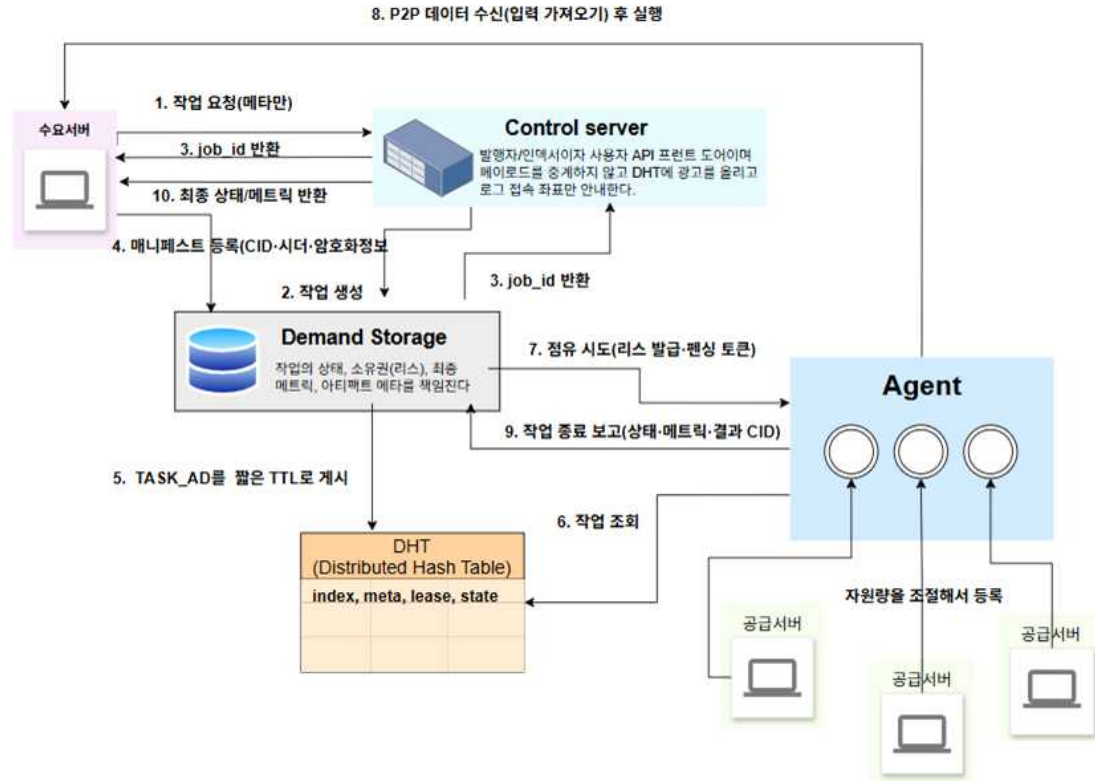 8. P2P 데이터 수신(입력 가져오기) 후 실행
1. 작업 요청(메타만)
수요서버
3. job_id 반환
10. 최종 상태/메트릭 반환
4. 매니페스트 등록(CID·시더·암호화정보
Control server
발행자/인덱서이자 사용자 API 프런트 도어이며
페이로드를 중계하지 않고 DHT에 광고를 올리고
로그 접속 좌표만 안내한다.
2. 작업 생성
3. job_id 반환
Demand Storage
작업의 상태, 소유권(리스), 최종
메트릭, 아티팩트 메타를 책임진다
7. 점유 시도(리스 발급·펜싱 토큰)
Agent
9. 작업 종료 보고(상태·메트릭·결과 CID)
5. TASK_AD를 짧은 TTL로 게시
6. 작업 조회
DHT
(Distributed Hash Table)
index, meta, lease, state
자원량을 조절해서 등록
공급서버
공급서버
공급서버